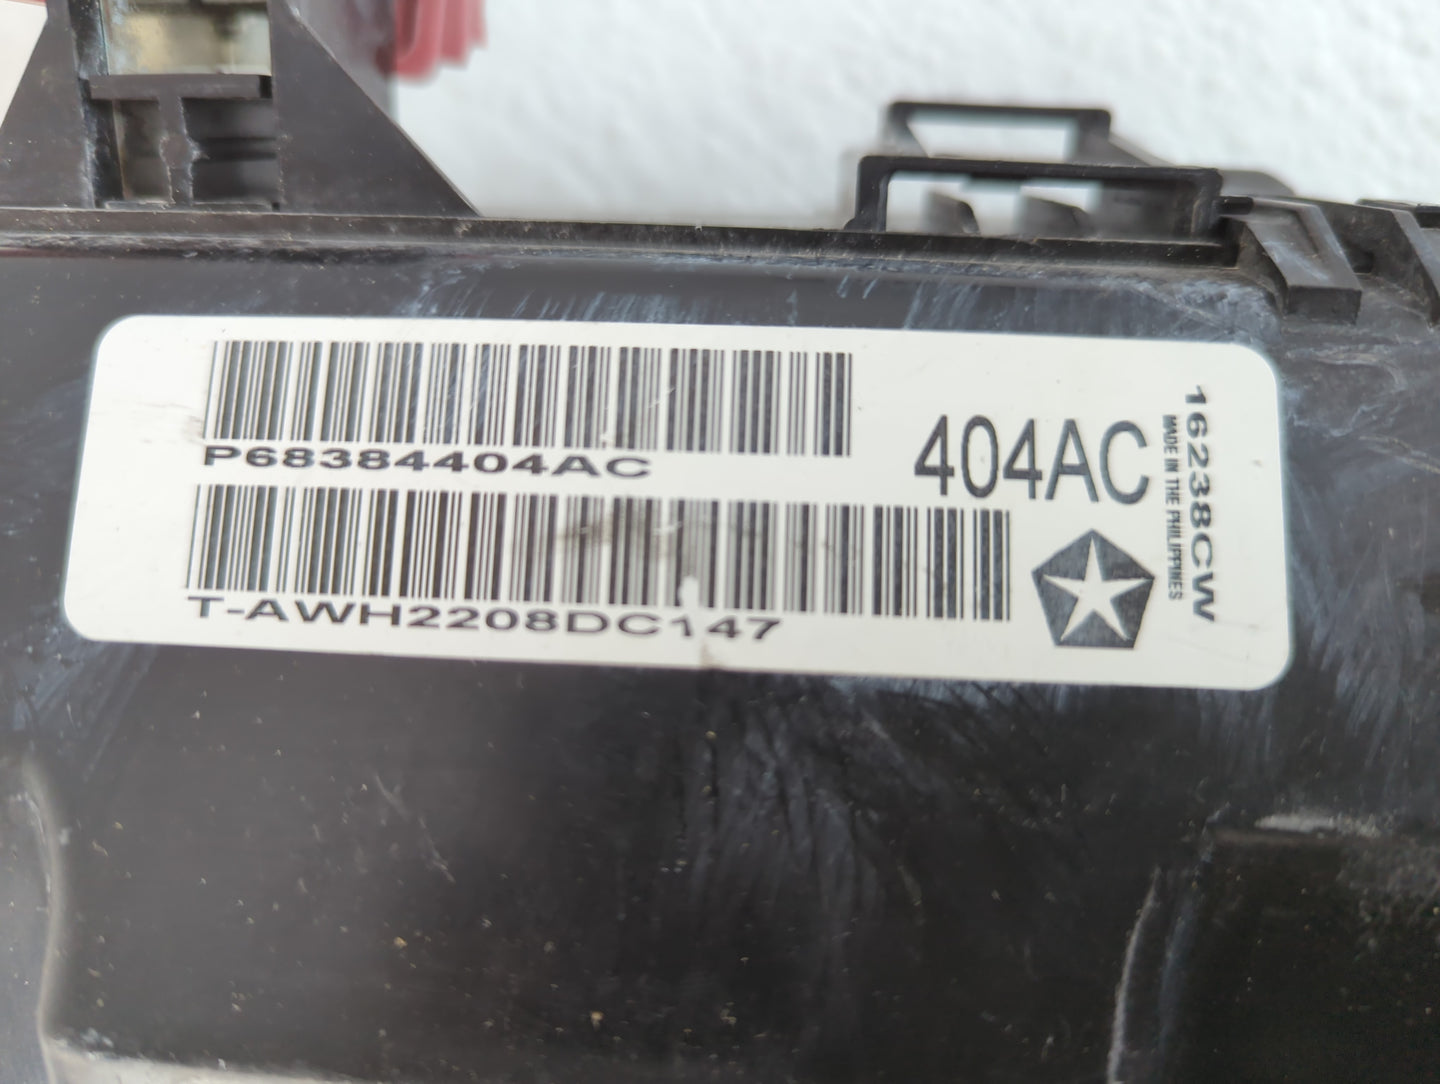 P68384404AC
404AC
T-AWH2208DC147
16238CW
MADE IN THE PHILIPPINES